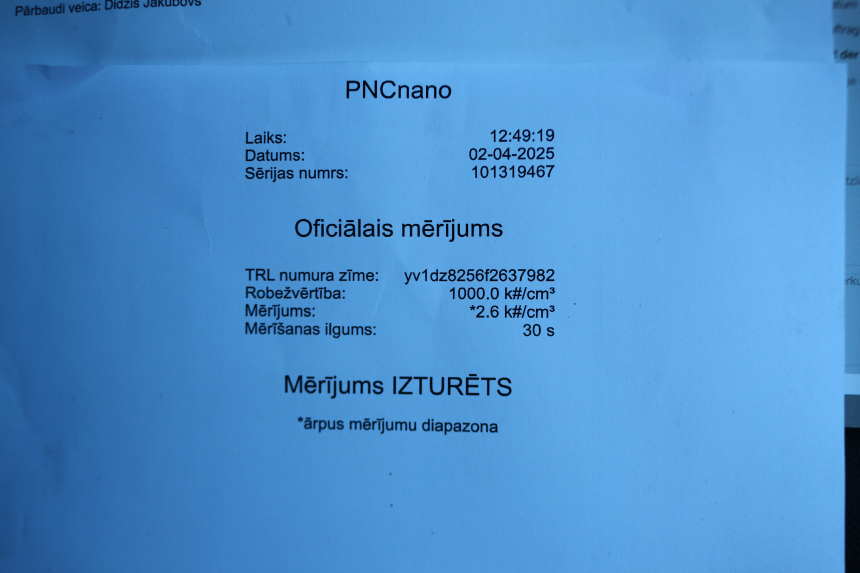 Pārbaudi veica: Didzis Jakubovs
PNCnano
Laiks: 12:49:19
Datums: 02-04-2025
Sērijas numrs: 101319467
Oficiālais mērījums
TRL numura zīme: yv1dz8256f2637982
Robežvērtība: 1000.0 k#/cm³
Mērījums: *2.6 k#/cm³
Mērīšanas ilgums: 30 s
Mērījums IZTURĒTS
*ārpus mērījumu diapazona
der